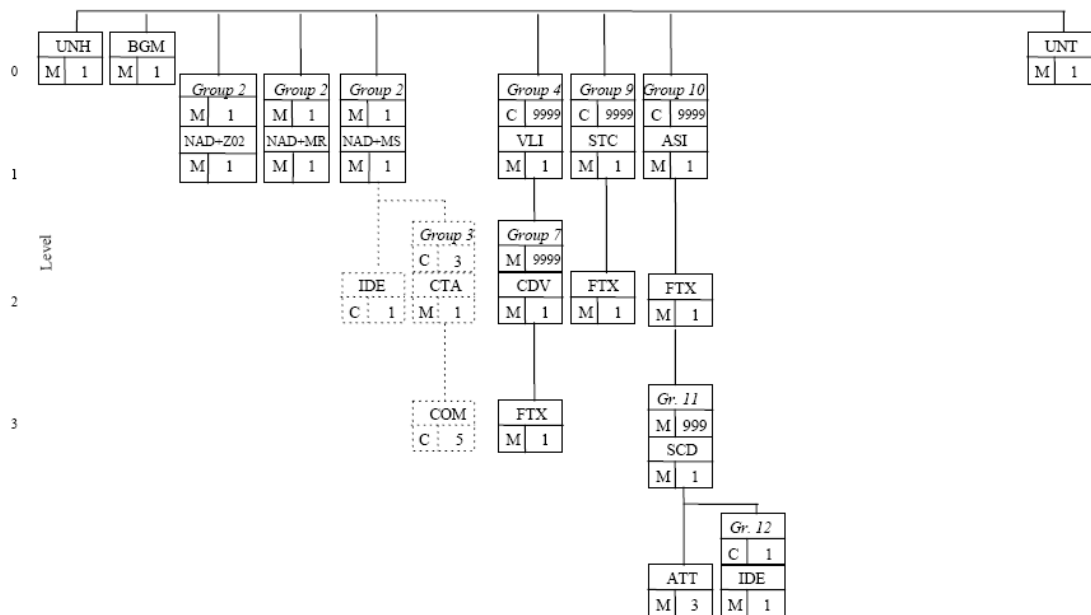 UNH BGM UNT
0 M 1 M 1 M 1
Group 2 Group 2 Group 2 Group 4 Group 9 Group 10
M 1 M 1 M 1 C 9999 C 9999 C 9999
NAD+Z02 NAD+MR NAD+MS VLI STC ASI
M 1 M 1 M 1 M 1 M 1 M 1
1
Group 3 Group 7
C 3 M 9999
Level
IDE CTA CDV FTX FTX
2 C 1 M 1 M 1 M 1 M 1
Gr. 11
COM FTX M 999
3 C 5 M 1 SCD
M 1
Gr. 12
C 1
ATT IDE
M 3 M 1